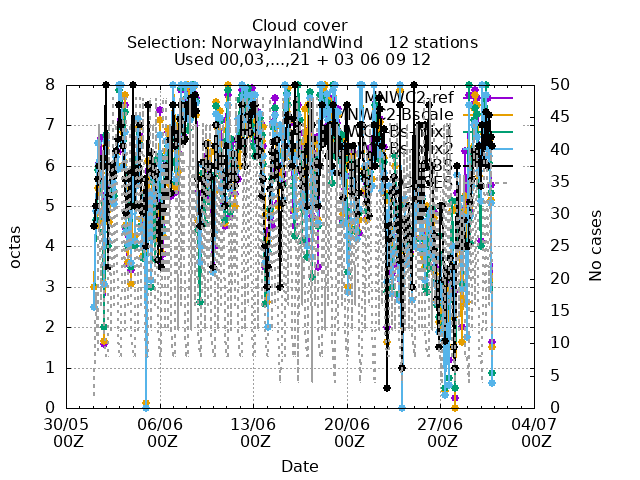 Cloud cover
Selection: NorwayInlandWind 12 stations
Used 00,03,...,21 + 03 06 09 12
8
7
6
5
4
3
2
1
0
octas
50
45
40
35
30
25
20
15
10
5
0
No cases
30/05
00Z
06/06
00Z
13/06
00Z
20/06
00Z
27/06
00Z
04/07
00Z
Date